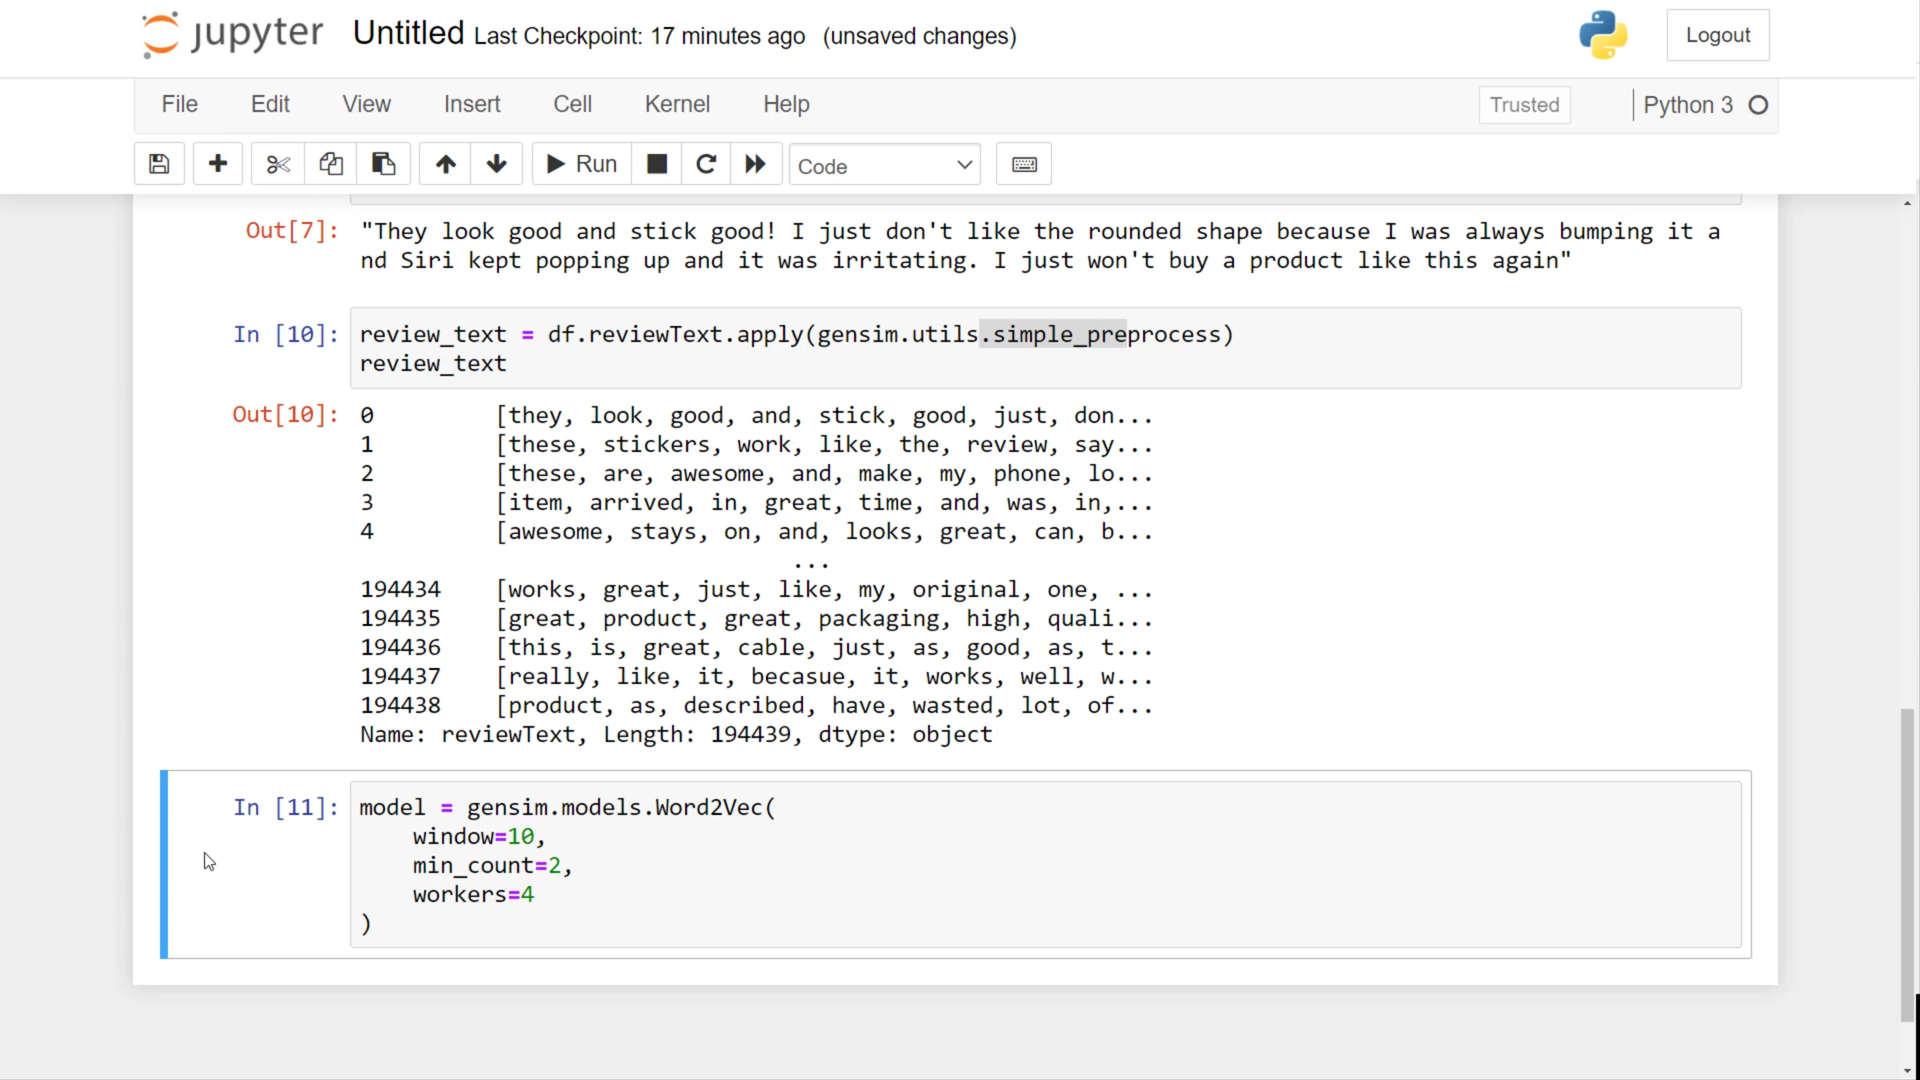 jupyter Untitled Last Checkpoint: 17 minutes ago (unsaved changes) Logout
File Edit View Insert Cell Kernel Help Trusted Python 3
Run Code
Out[7]: "They look good and stick good! I just don't like the rounded shape because I was always bumping it a
nd Siri kept popping up and it was irritating. I just won't buy a product like this again"
In [10]: review_text = df.reviewText.apply(gensim.utils.simple_preprocess)
review_text
Out[10]: 0 [they, look, good, and, stick, good, just, don...
1 [these, stickers, work, like, the, review, say...
2 [these, are, awesome, and, make, my, phone, lo...
3 [item, arrived, in, great, time, and, was, in,...
4 [awesome, stays, on, and, looks, great, can, b...
...
194434 [works, great, just, like, my, original, one, ...
194435 [great, product, great, packaging, high, quali...
194436 [this, is, great, cable, just, as, good, as, t...
194437 [really, like, it, becasue, it, works, well, w...
194438 [product, as, described, have, wasted, lot, of...
Name: reviewText, Length: 194439, dtype: object
In [11]: model = gensim.models.Word2Vec(
window=10,
min_count=2,
workers=4
)